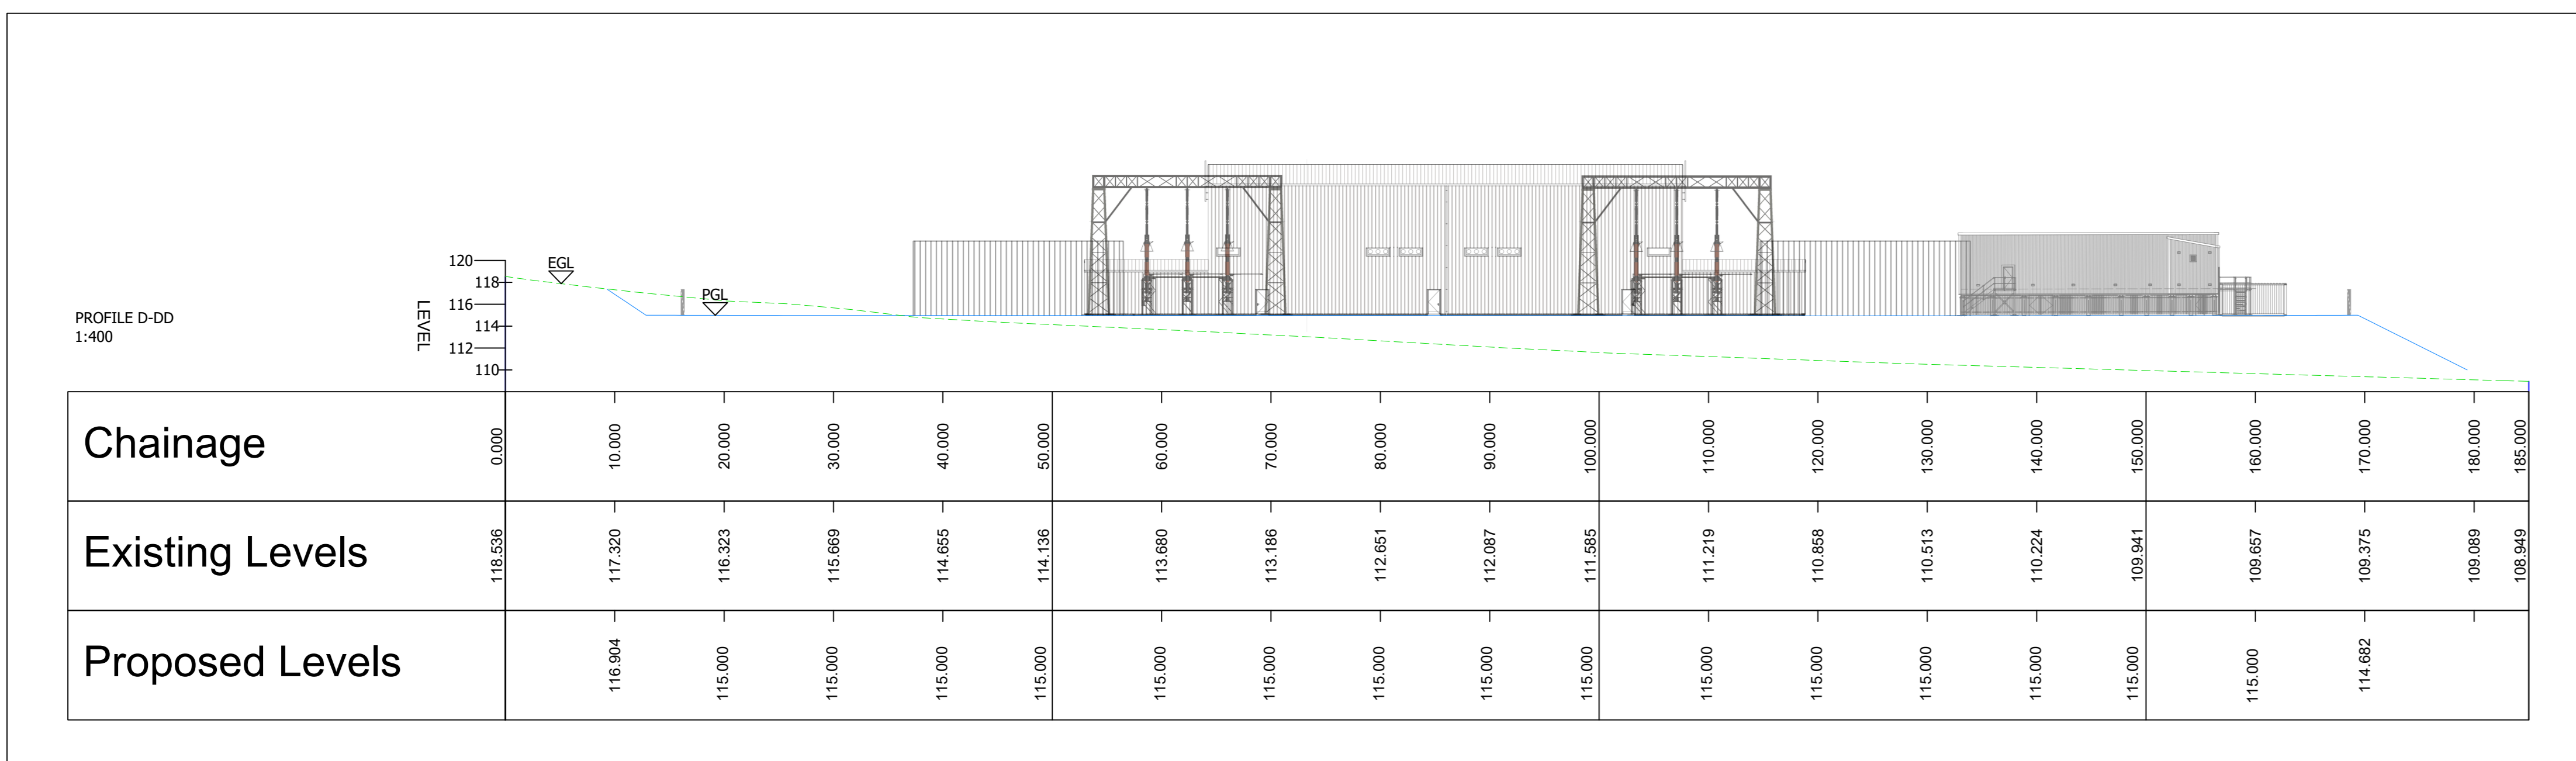 EGL
PGL
120
118
116
114
112
110
LEVEL
PROFILE D-DD
1:400
Chainage
0.000 10.000 20.000 30.000 40.000 50.000 60.000 70.000 80.000 90.000 100.000 110.000 120.000 130.000 140.000 150.000 160.000 170.000 180.000 185.000
Existing Levels
118.536 117.320 116.323 115.669 114.655 114.136 113.680 113.186 112.651 112.087 111.585 111.219 110.858 110.513 110.224 109.941 109.657 109.375 109.089 108.949
Proposed Levels
116.904 115.000 115.000 115.000 115.000 115.000 115.000 115.000 115.000 115.000 115.000 115.000 115.000 115.000 115.000 115.000 114.682